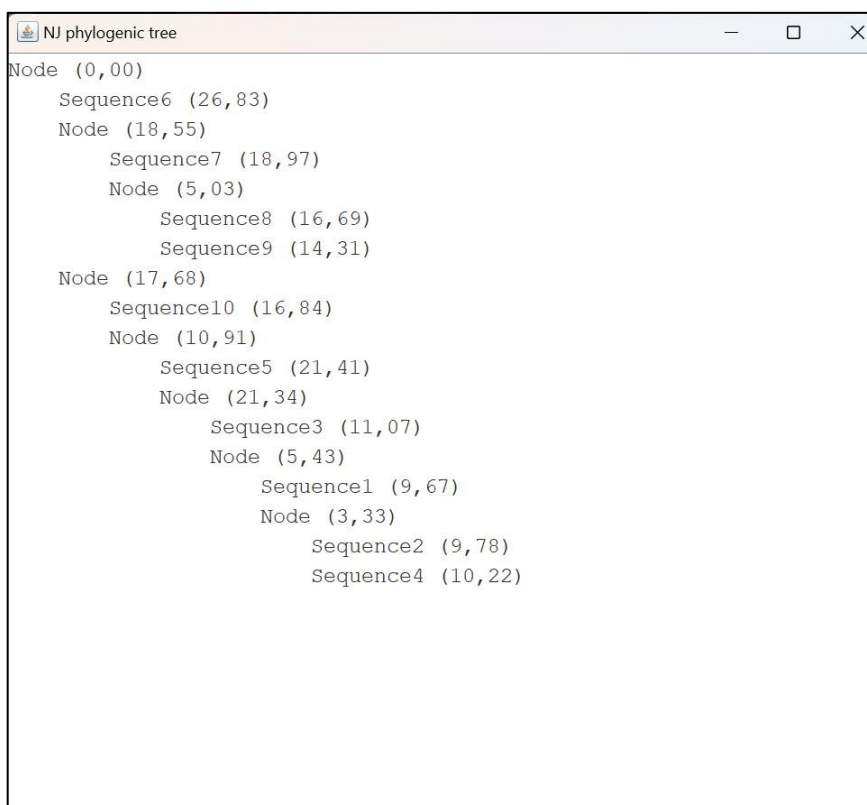 NJ phylogenic tree
Node (0,00)
Sequence6 (26,83)
Node (18,55)
Sequence7 (18,97)
Node (5,03)
Sequence8 (16,69)
Sequence9 (14,31)
Node (17,68)
Sequence10 (16,84)
Node (10,91)
Sequence5 (21,41)
Node (21,34)
Sequence3 (11,07)
Node (5,43)
Sequence1 (9,67)
Node (3,33)
Sequence2 (9,78)
Sequence4 (10,22)